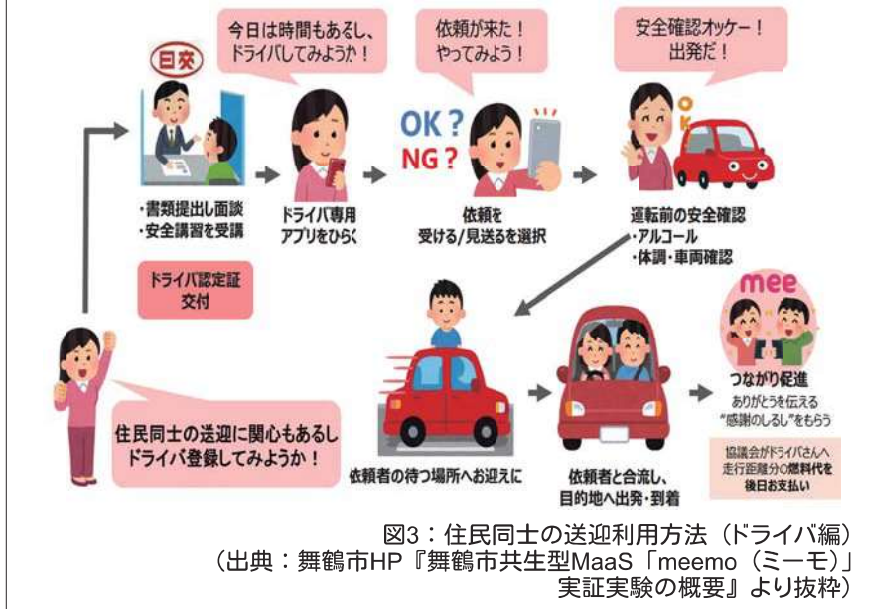 今日は時間もあるし、
ドライバしてみようか！
依頼が来た！
やってみよう！
安全確認オッケー！
出発だ！
日交
OK？
NG？
OK
・書類提出し面談
・安全講習を受講
ドライバ専用
アプリをひらく
依頼を
受ける/見送るを選択
運転前の安全確認
・アルコール
・体調・車両確認
ドライバ認定証
交付
住民同士の送迎に関心もあるし
ドライバ登録してみようか！
依頼者の待つ場所へお迎えに
依頼者と合流し、
目的地へ出発・到着
mee
つながり促進
ありがとうを伝える
“感謝のしるし”をもらう
協議会がドライバさんへ
走行距離分の燃料代を
後日お支払い
図3：住民同士の送迎利用方法（ドライバ編）
（出典：舞鶴市HP『舞鶴市共生型MaaS「meemo（ミーモ）」
実証実験の概要』より抜粋）